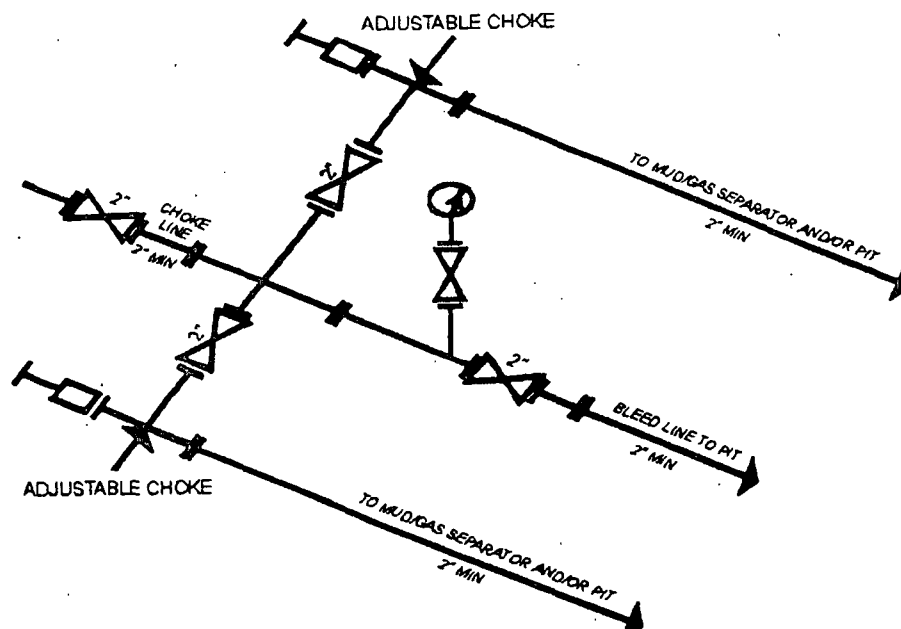 ADJUSTABLE CHOKE
TO MUD/GAS SEPARATOR AND/OR PIT
2" MIN
2"
2"
CHOKE
LINE
2" MIN
2"
2"
BLEED LINE TO PIT
2" MIN
ADJUSTABLE CHOKE
TO MUD/GAS SEPARATOR AND/OR PIT
2" MIN